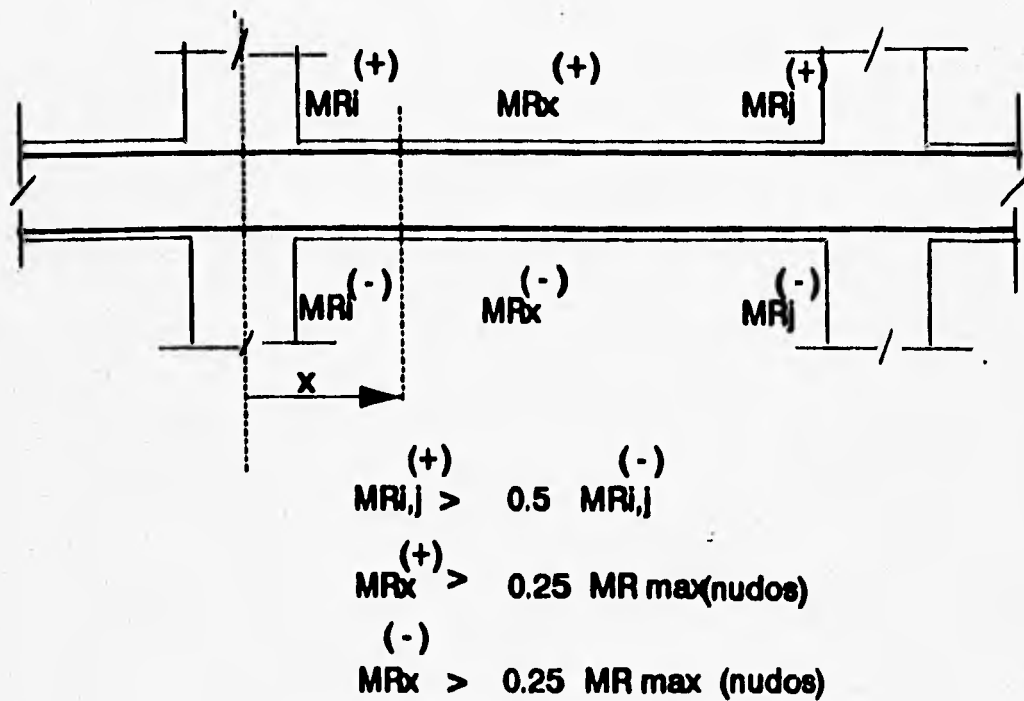 (+) (+) (+)
MRi MRx MRj
(-) (-) (-)
MRi MRx MRj
x
(+) (-)
MRi,j > 0.5 MRi,j
(+)
MRx > 0.25 MR max(nudos)
(-)
MRx > 0.25 MR max (nudos)